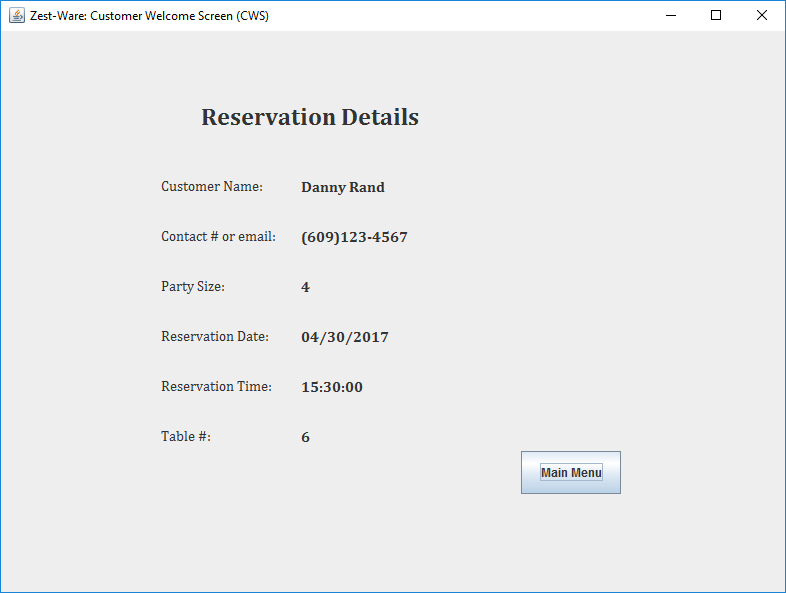 Zest-Ware: Customer Welcome Screen (CWS)
Reservation Details
Customer Name: Danny Rand
Contact # or email: (609)123-4567
Party Size: 4
Reservation Date: 04/30/2017
Reservation Time: 15:30:00
Table #: 6
Main Menu